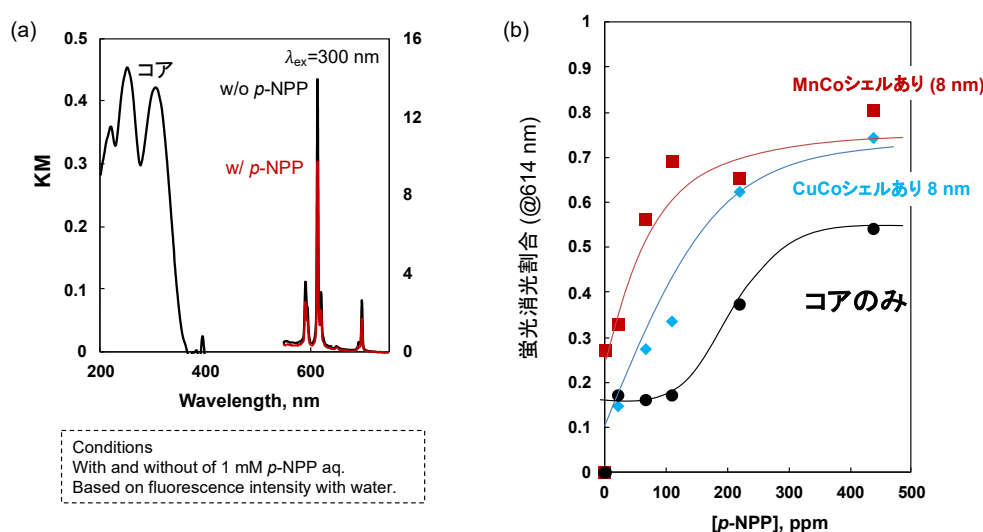 (a)
0.5
0.4
0.3
0.2
0.1
0
KM
コア
λex=300 nm
w/o p-NPP
w/ p-NPP
16
12
8
4
0
200
400
600
Wavelength, nm
Conditions
With and without of 1 mM p-NPP aq.
Based on fluorescence intensity with water.
(b)
1
0.9
0.8
0.7
0.6
0.5
0.4
0.3
0.2
0.1
0
蛍光消光割合 (@614 nm)
MnCoシェルあり (8 nm)
CuCoシェルあり 8 nm
コアのみ
0
100
200
300
400
500
[p-NPP], ppm